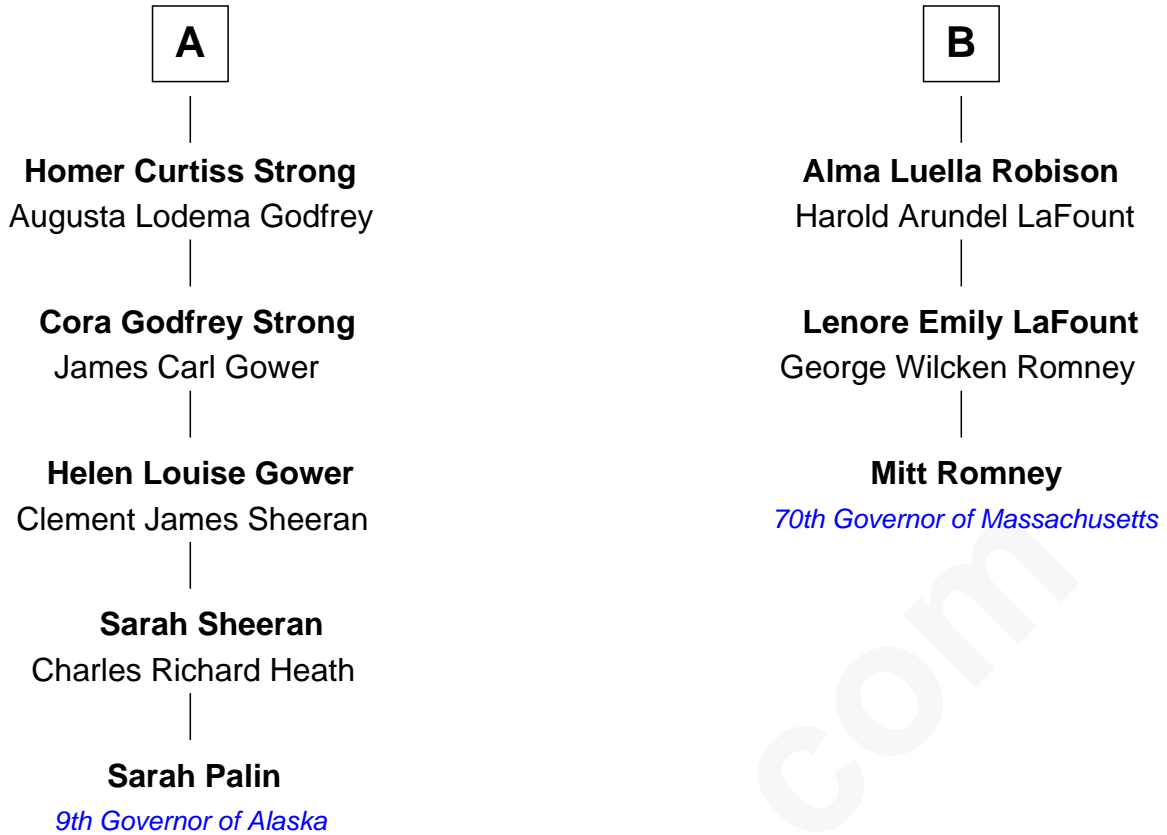 A
Homer Curtiss Strong
Augusta Lodema Godfrey
Cora Godfrey Strong
James Carl Gower
Helen Louise Gower
Clement James Sheeran
Sarah Sheeran
Charles Richard Heath
Sarah Palin
9th Governor of Alaska
B
Alma Luella Robison
Harold Arundel LaFount
Lenore Emily LaFount
George Wilcken Romney
Mitt Romney
70th Governor of Massachusetts
com